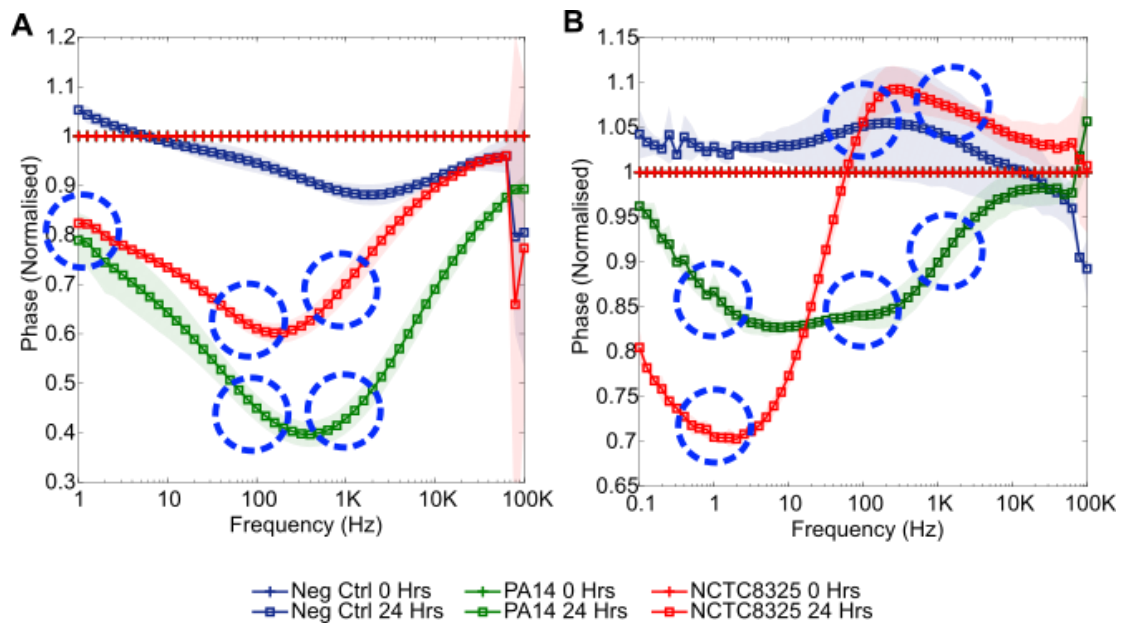 A
B
1.2
1.1
1
0.9
0.8
0.7
0.6
0.5
0.4
0.3
Phase (Normalised)
1
10
100
1K
10K
100K
Frequency (Hz)
1.15
1.1
1.05
1
0.95
0.9
0.85
0.8
0.75
0.7
0.65
Phase (Normalised)
0.1
1
10
100
1K
10K
100K
Frequency (Hz)
Neg Ctrl 0 Hrs PA14 0 Hrs NCTC8325 0 Hrs
Neg Ctrl 24 Hrs PA14 24 Hrs NCTC8325 24 Hrs